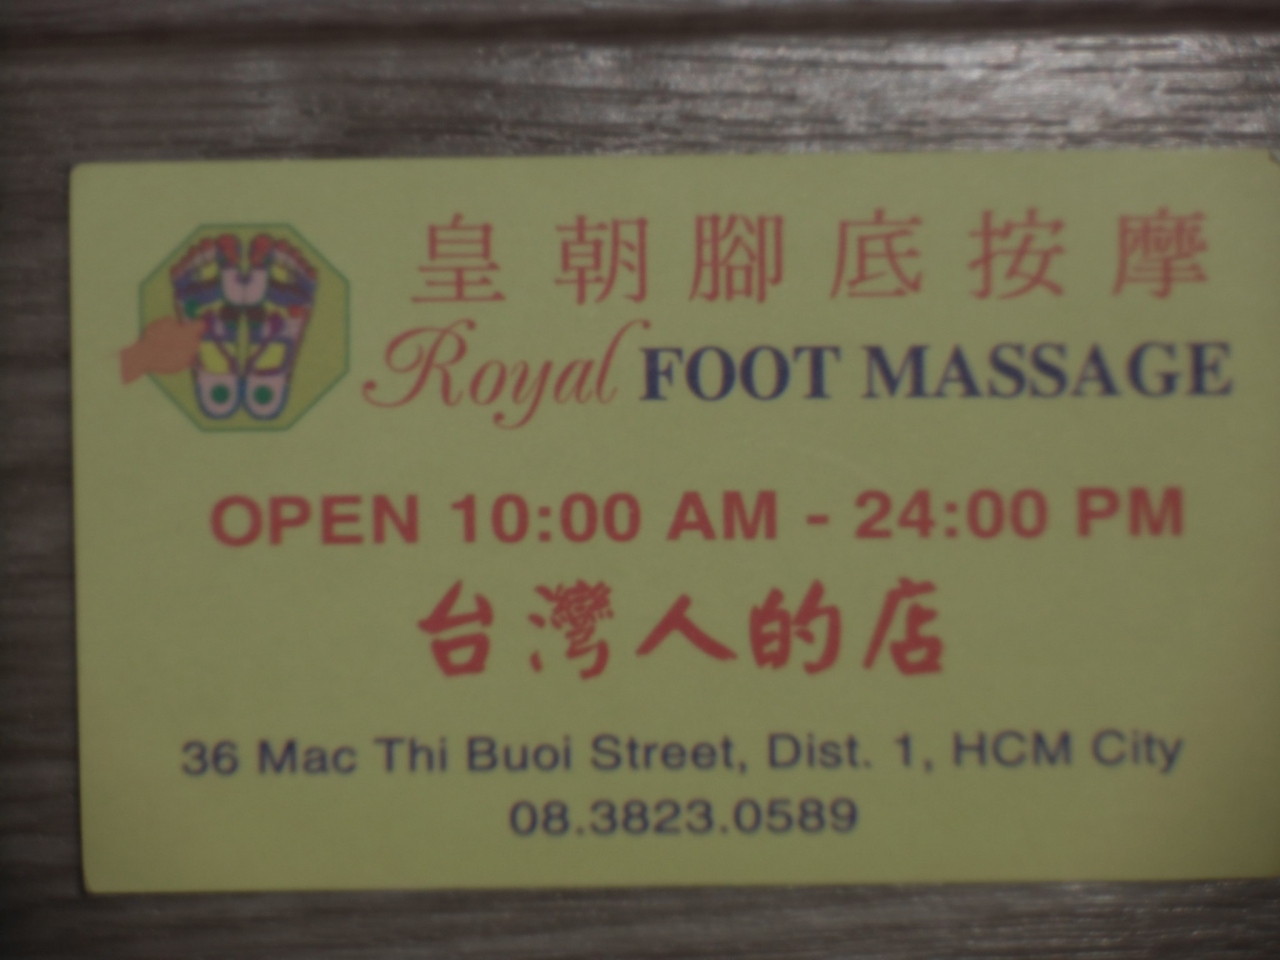 皇朝腳底按摩
Royal FOOT MASSAGE
OPEN 10:00 AM - 24:00 PM
台灣人的店
36 Mac Thi Buoi Street, Dist. 1, HCM City
08.3823.0589